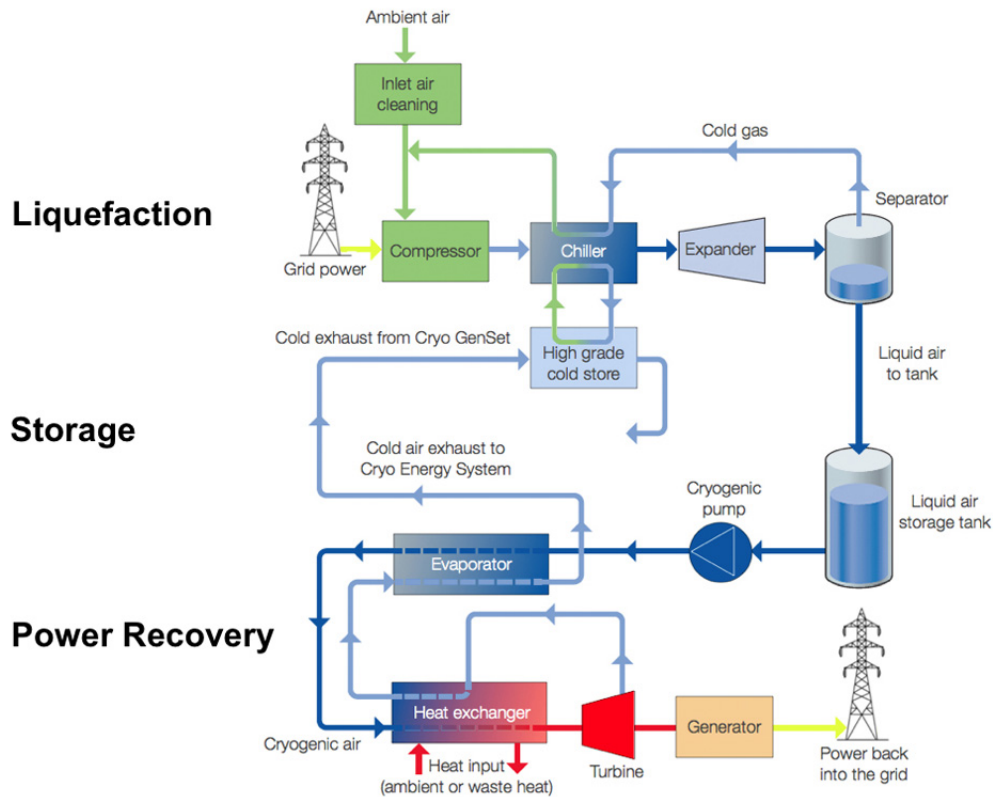 Ambient air
Inlet air
cleaning
Cold gas
Liquefaction
Separator
Grid power
Compressor
Chiller
Expander
Cold exhaust from Cryo GenSet
High grade
cold store
Liquid air
to tank
Storage
Cold air exhaust to
Cryo Energy System
Cryogenic
pump
Liquid air
storage tank
Evaporator
Power Recovery
Heat exchanger
Generator
Cryogenic air
Heat input
(ambient or waste heat)
Turbine
Power back
into the grid